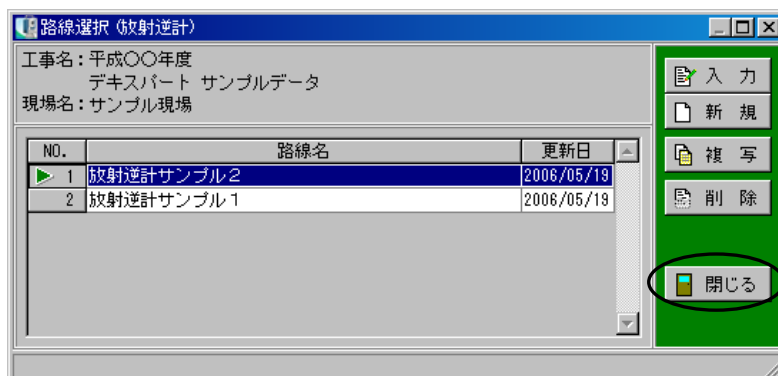 路線選択（放射逆計）
工事名：平成〇〇年度
デキスパート サンプルデータ
現場名：サンプル現場
入 力
新 規
複 写
削 除
閉じる
NO. 路線名 更新日
1 放射逆計サンプル２ 2006/05/19
2 放射逆計サンプル１ 2006/05/19